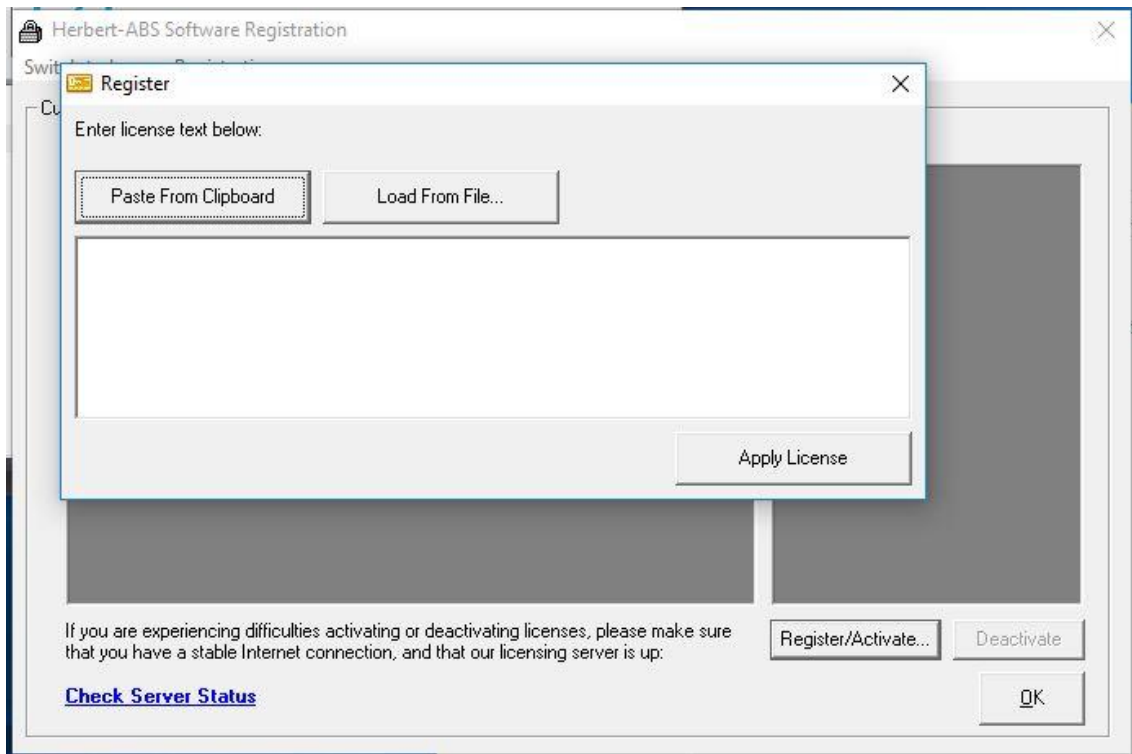 Herbert-ABS Software Registration
Register
Enter license text below:
Paste From Clipboard
Load From File...
Apply License
If you are experiencing difficulties activating or deactivating licenses, please make sure
that you have a stable Internet connection, and that our licensing server is up:
Register/Activate...
Deactivate
Check Server Status
OK